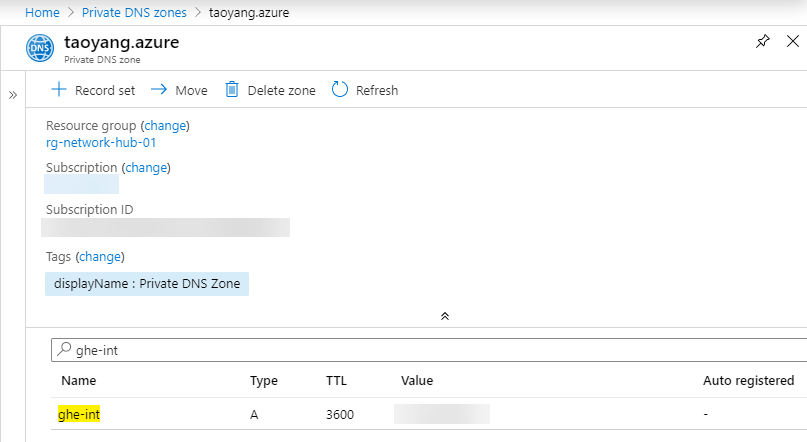 Home > Private DNS zones > taoyang.azure
DNS
taoyang.azure
Private DNS zone
Record set Move Delete zone Refresh
Resource group (change)
rg-network-hub-01
Subscription (change)
Subscription ID
Tags (change)
displayName : Private DNS Zone
ghe-int
Name Type TTL Value Auto registered
ghe-int A 3600 -